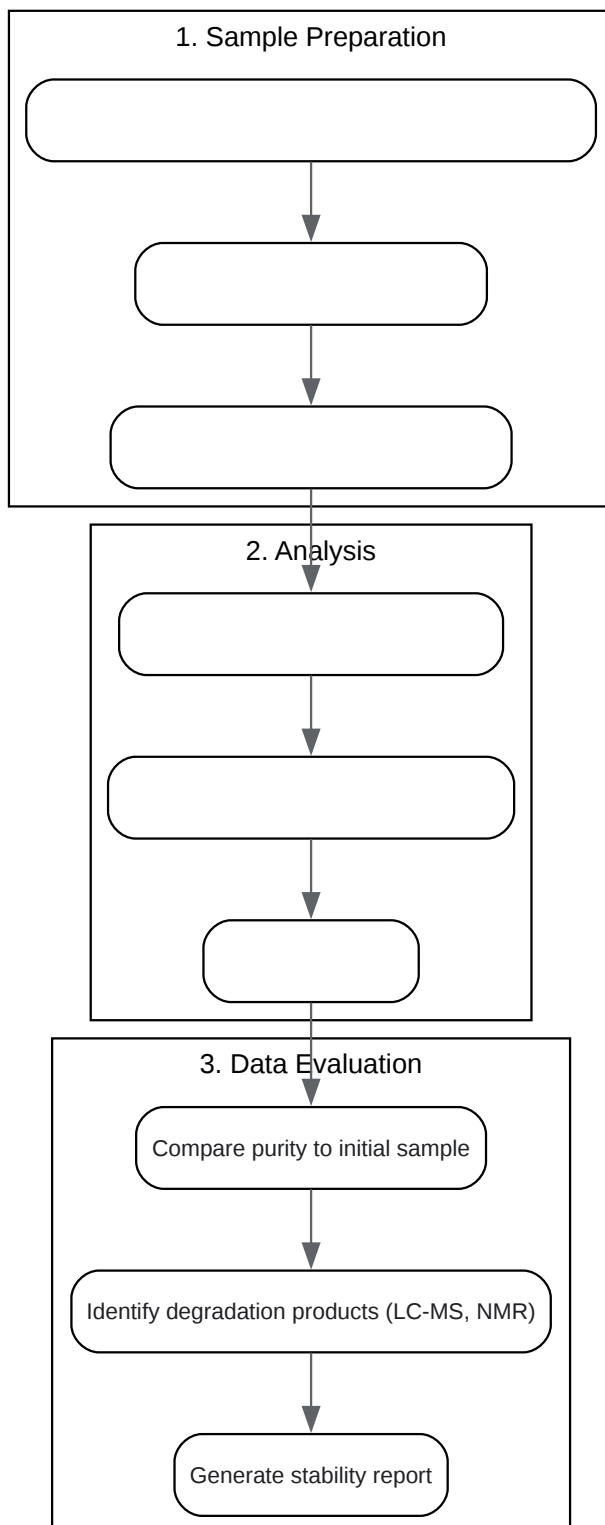 1. Sample Preparation
2. Analysis
3. Data Evaluation
Compare purity to initial sample
Identify degradation products (LC-MS, NMR)
Generate stability report